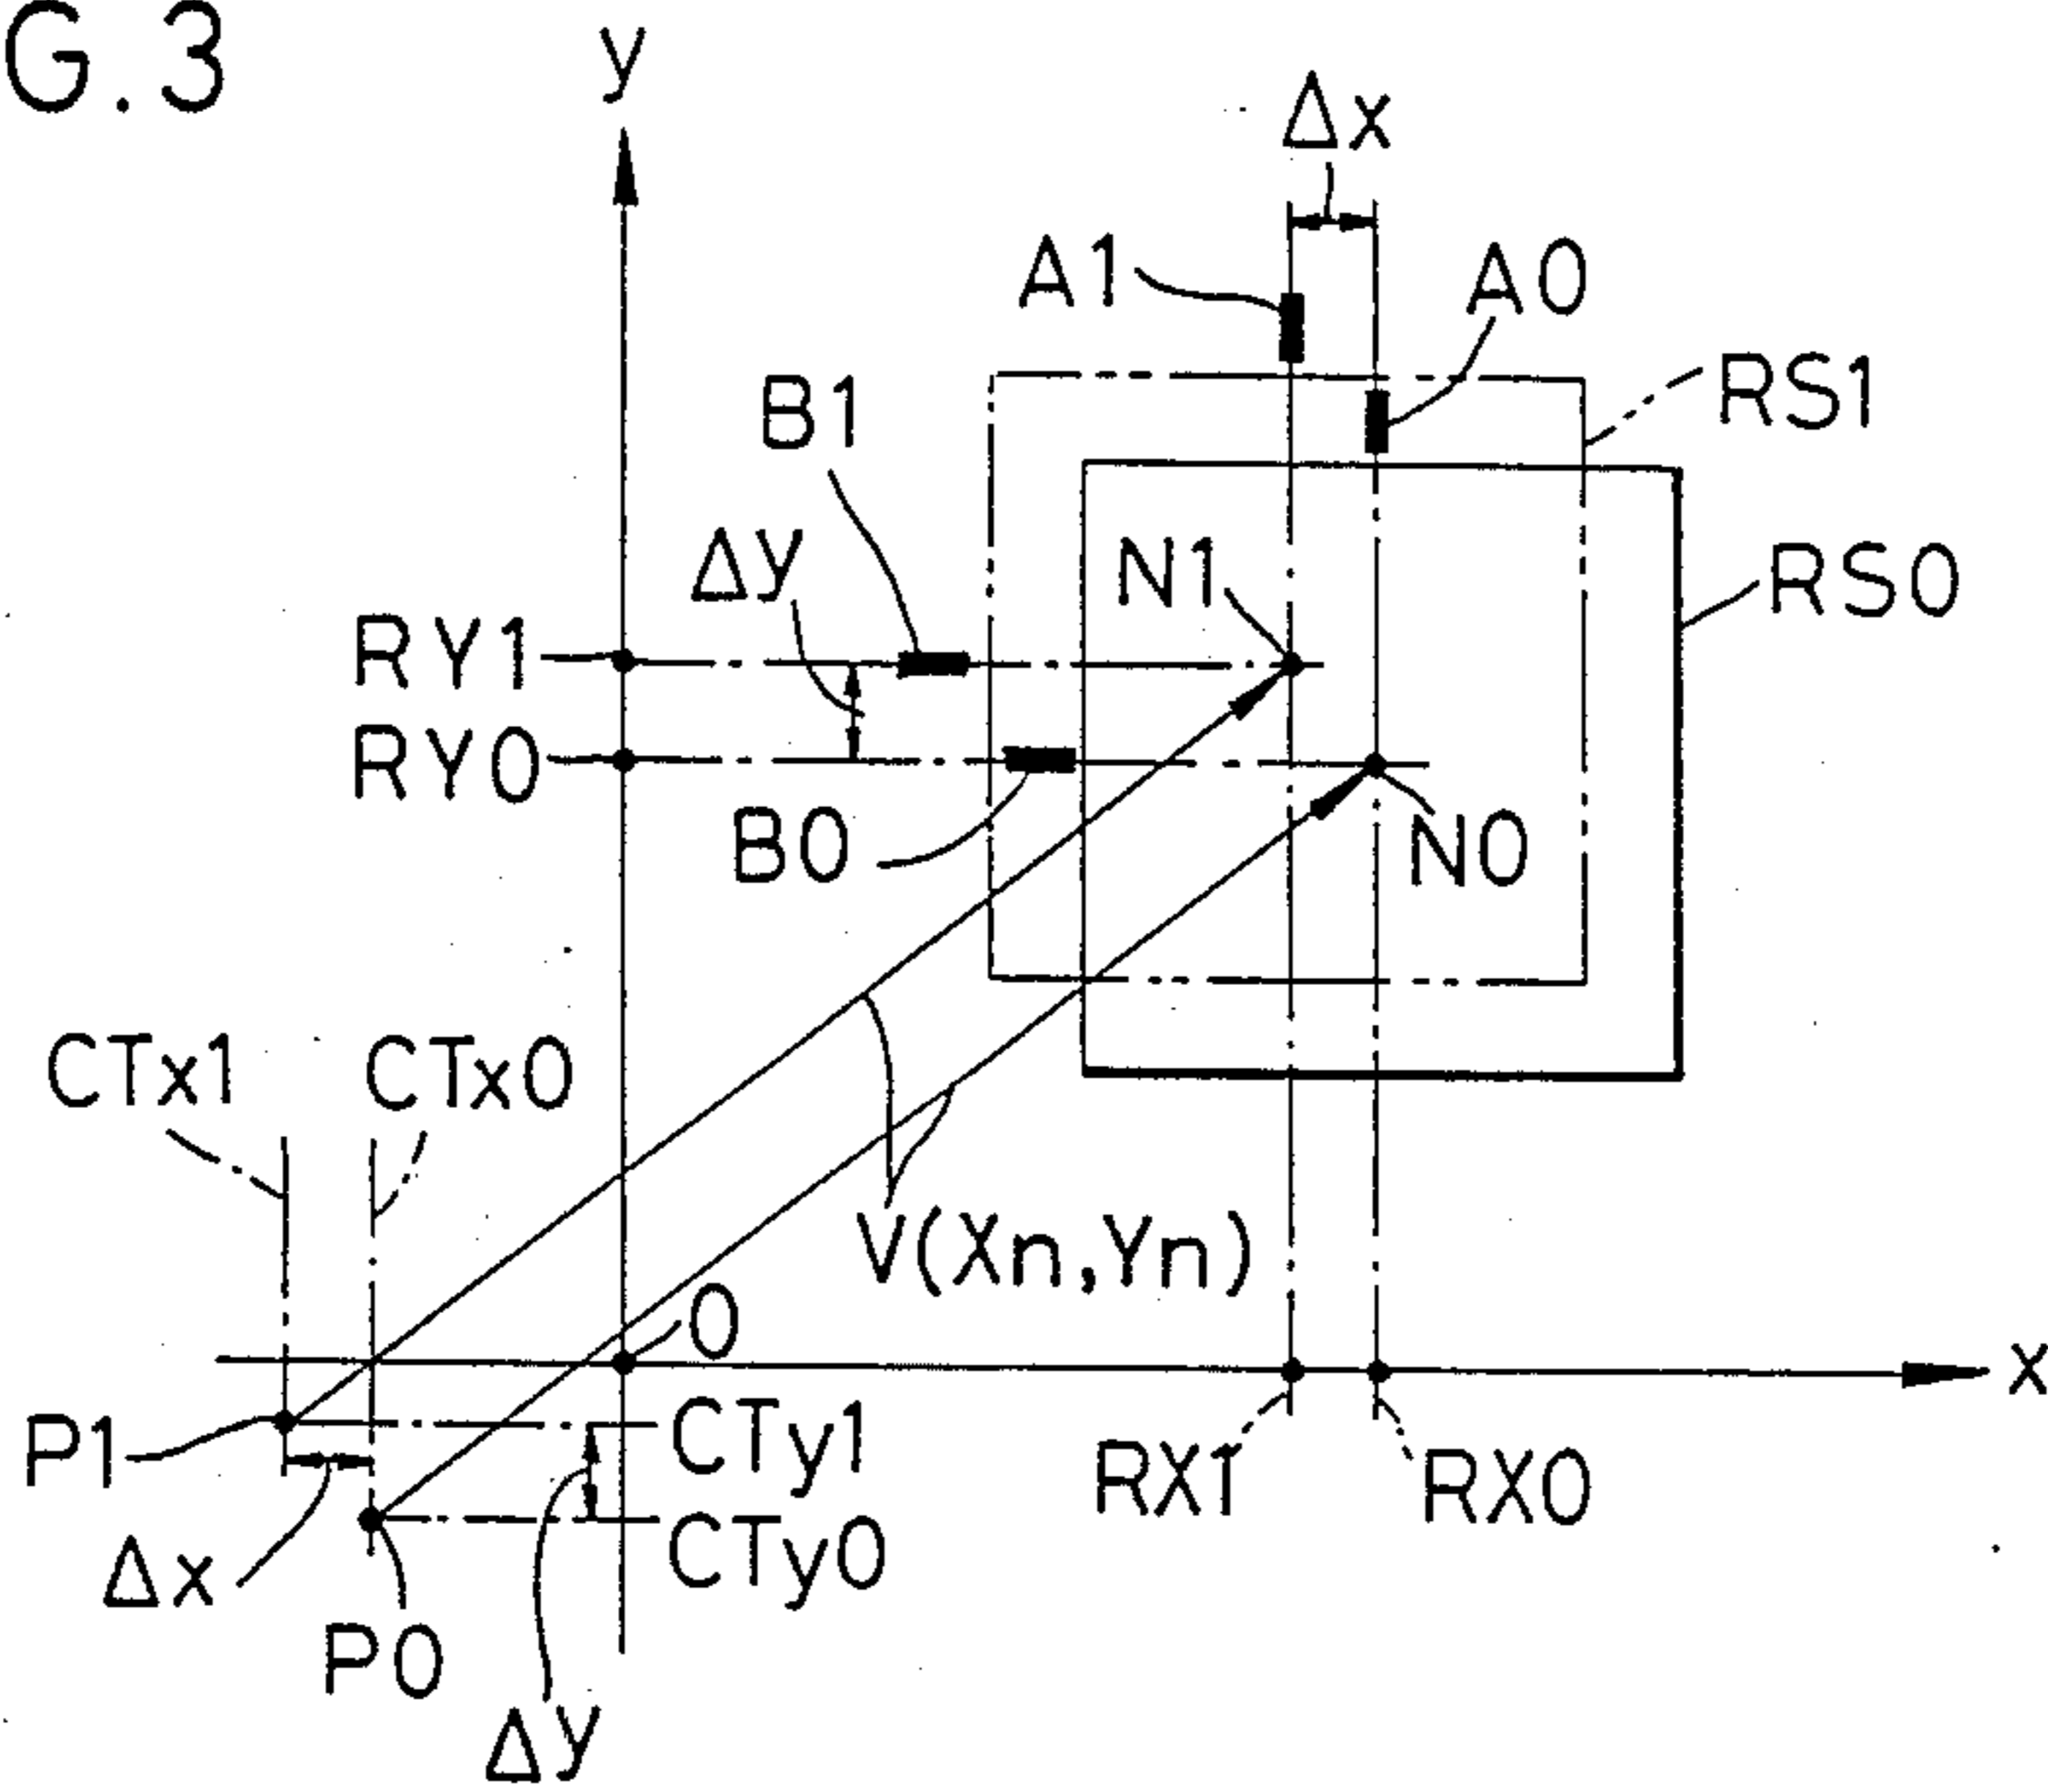 G.3
y
Δx
A1
A0
RS1
B1
Δy
N1
RS0
RY1
RY0
B0
N0
CTx1
CTx0
V(Xn,Yn)
0
x
P1
CTy1
RX1
RX0
CTy0
Δx
P0
Δy